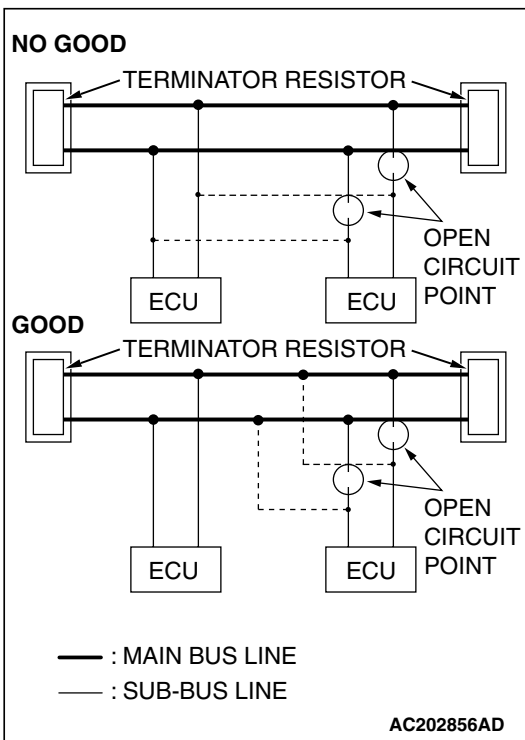 NO GOOD
TERMINATOR RESISTOR
OPEN
CIRCUIT
POINT
ECU
ECU
GOOD
TERMINATOR RESISTOR
OPEN
CIRCUIT
POINT
ECU
ECU
: MAIN BUS LINE
: SUB-BUS LINE
AC202856AD